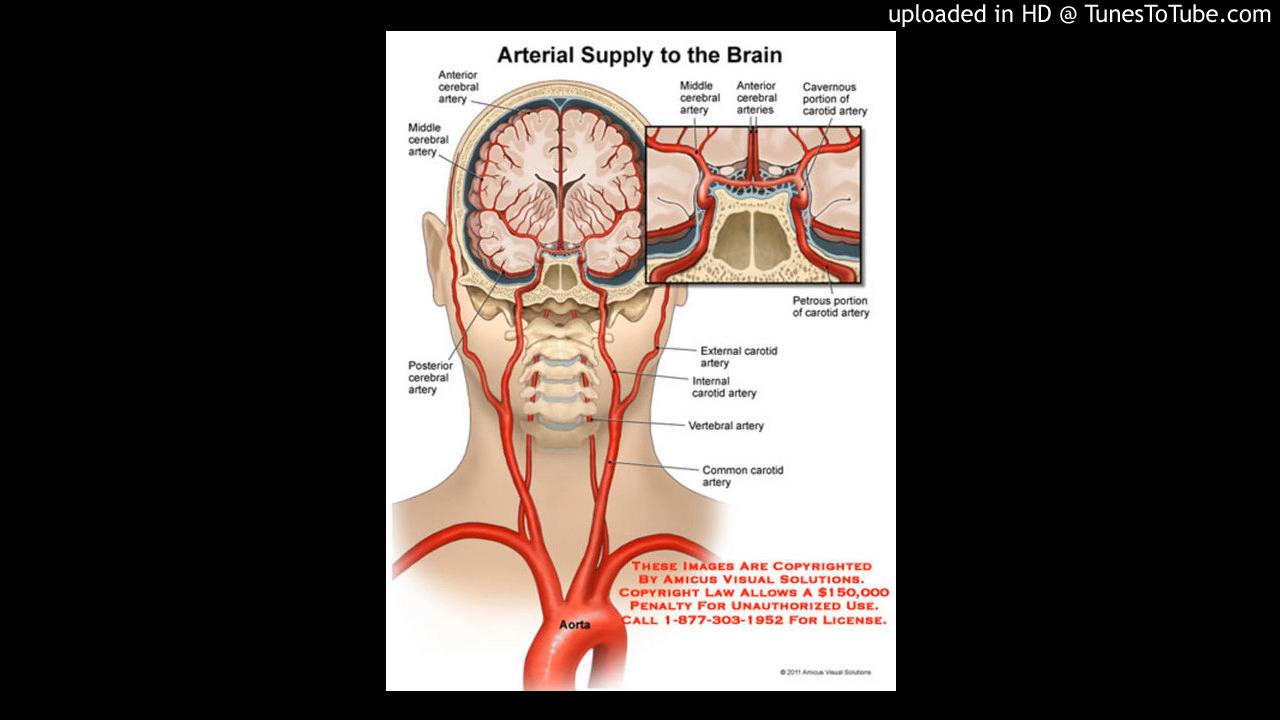 uploaded in HD @ TunesToTube.com
Arterial Supply to the Brain
Anterior
cerebral
artery
Middle
cerebral
artery
Middle
cerebral
artery
Anterior
cerebral
arteries
Cavernous
portion of
carotid artery
Petrous portion
of carotid artery
Posterior
cerebral
artery
External carotid
artery
Internal
carotid artery
Vertebral artery
Common carotid
artery
THESE IMAGES ARE COPYRIGHTED
BY AMICUS VISUAL SOLUTIONS.
COPYRIGHT LAW ALLOWS A $150,000
PENALTY FOR UNAUTHORIZED USE.
CALL 1-877-303-1952 FOR LICENSE.
Aorta
© 2011 Amicus Visual Solutions